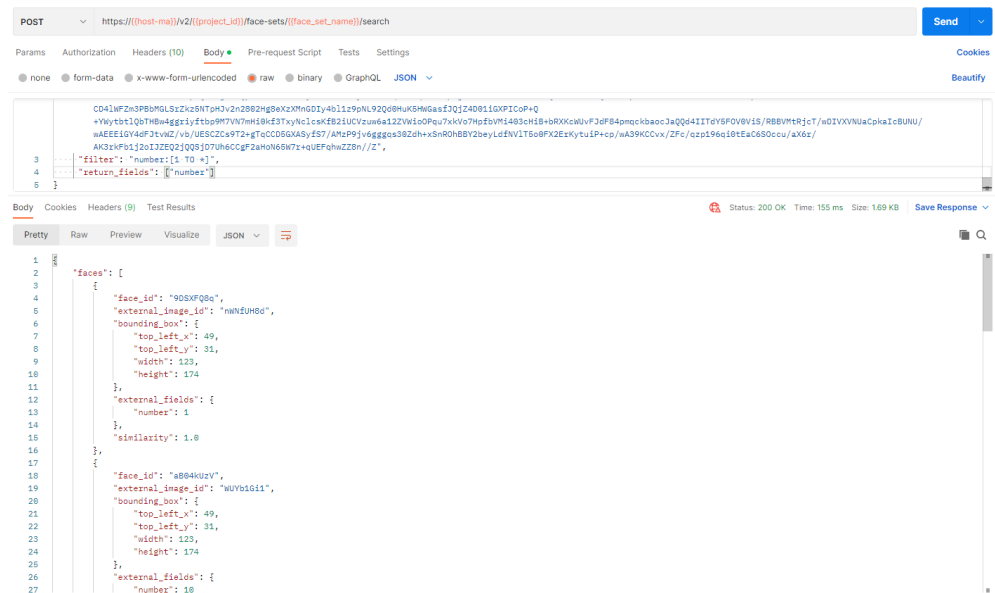 POST
https://{{host-ma}}/v2/{{project_id}}/face-sets/{{face_set_name}}/search
Send
Params Authorization Headers (10) Body Pre-request Script Tests Settings
Cookies
none form-data x-www-form-urlencoded raw binary GraphQL JSON
Beautify
3 "filter": "number:[1 TO *]",
4 "return_fields": ["number"]
5 }
Body Cookies Headers (9) Test Results
Status: 200 OK Time: 155 ms Size: 1.69 KB Save Response
Pretty Raw Preview Visualize JSON
1 {
2 "faces": [
3 {
4 "face_id": "9DSXFQ8q",
5 "external_image_id": "nWNfUH8d",
6 "bounding_box": {
7 "top_left_x": 49,
8 "top_left_y": 31,
9 "width": 123,
10 "height": 174
11 },
12 "external_fields": {
13 "number": 1
14 },
15 "similarity": 1.0
16 },
17 {
18 "face_id": "aB04kUzV",
19 "external_image_id": "WUYb1Gi1",
20 "bounding_box": {
21 "top_left_x": 49,
22 "top_left_y": 31,
23 "width": 123,
24 "height": 174
25 },
26 "external_fields": {
27 "number": 10